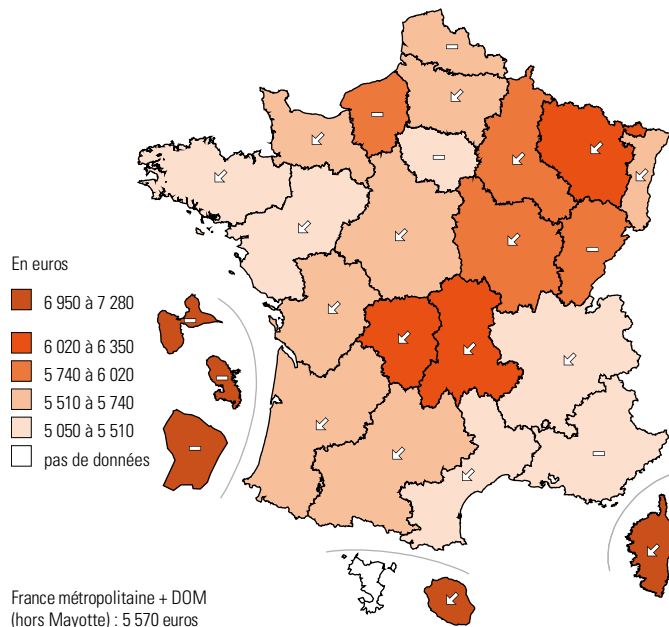 En euros
6 950 à 7 280
6 020 à 6 350
5 740 à 6 020
5 510 à 5 740
5 050 à 5 510
pas de données
France métropolitaine + DOM
(hors Mayotte) : 5 570 euros